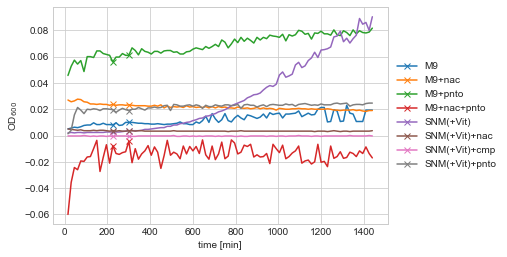 0.08
0.06
0.04
0.02
0.00
−0.02
−0.04
−0.06
OD₆₀₀
0 200 400 600 800 1000 1200 1400
time [min]
M9
M9+nac
M9+pnto
M9+nac+pnto
SNM(+Vit)
SNM(+Vit)+nac
SNM(+Vit)+cmp
SNM(+Vit)+pnto